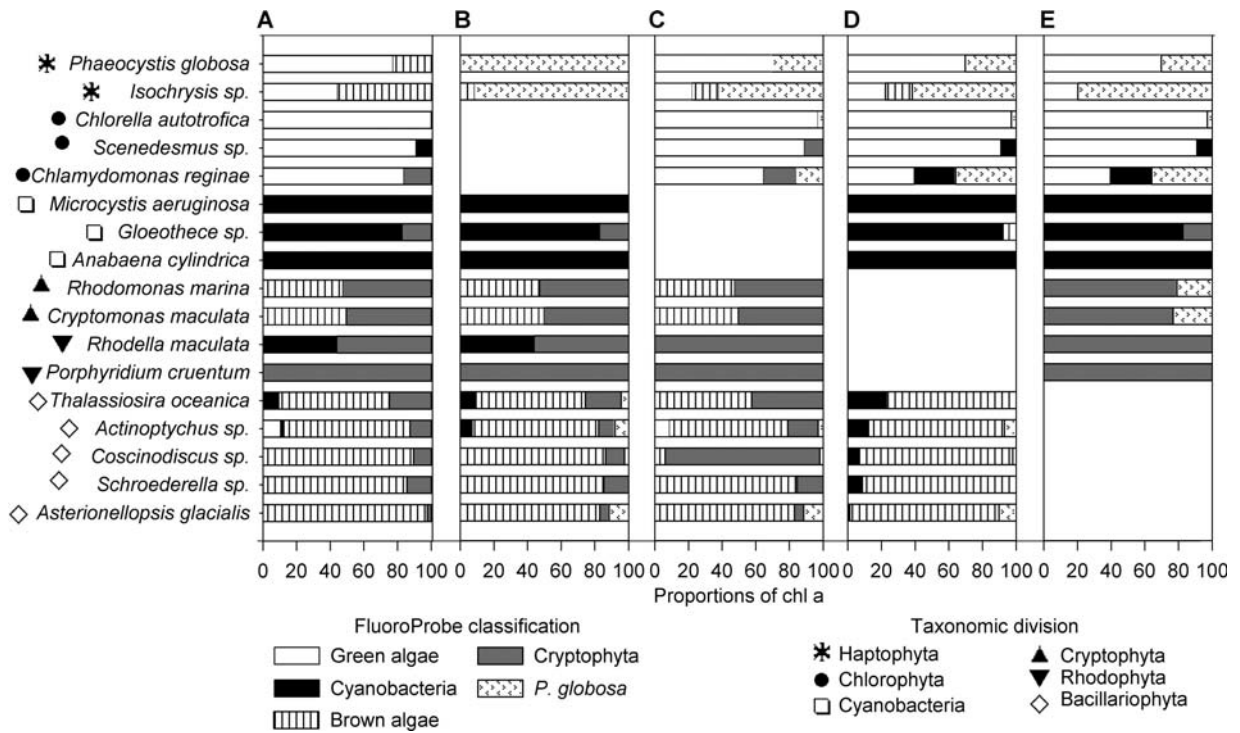 A B C D E
Phaeocystis globosa
Isochrysis sp.
Chlorella autotrofica
Scenedesmus sp.
Chlamydomonas reginae
Microcystis aeruginosa
Gloeothece sp.
Anabaena cylindrica
Rhodomonas marina
Cryptomonas maculata
Rhodella maculata
Porphyridium cruentum
Thalassiosira oceanica
Actinoptychus sp.
Coscinodiscus sp.
Schroederella sp.
Asterionellopsis glacialis
0 20 40 60 80 100 0 20 40 60 80 100 0 20 40 60 80 100 0 20 40 60 80 100 0 20 40 60 80 100
Proportions of chl a
FluoroProbe classification
Green algae
Cyanobacteria
Brown algae
Cryptophyta
P. globosa
Taxonomic division
Haptophyta
Chlorophyta
Cyanobacteria
Cryptophyta
Rhodophyta
Bacillariophyta